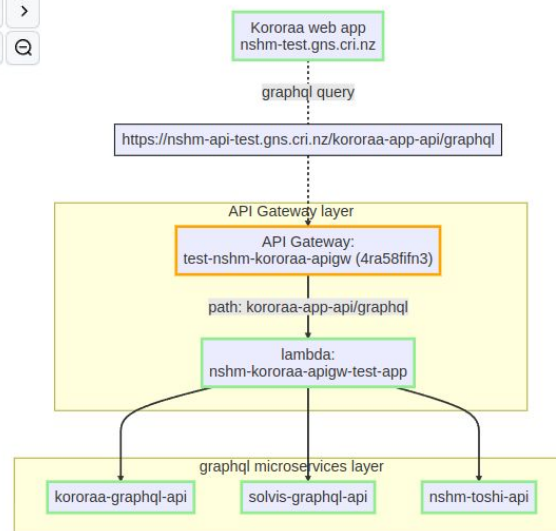 Kororaa web app
nshm-test.gns.cri.nz
graphql query
https://nshm-api-test.gns.cri.nz/kororaa-app-api/graphql
API Gateway layer
API Gateway:
test-nshm-kororaa-apigw (4ra58fifn3)
path: kororaa-app-api/graphql
lambda:
nshm-kororaa-apigw-test-app
graphql microservices layer
kororaa-graphql-api
solvis-graphql-api
nshm-toshi-api